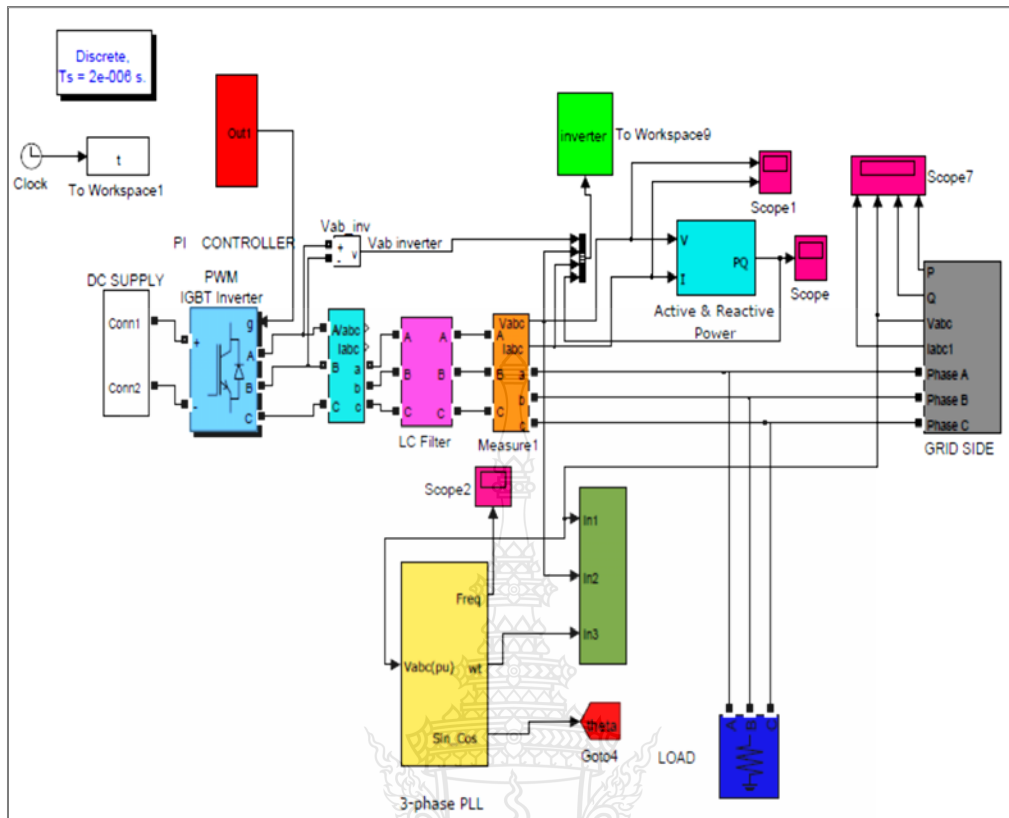 Discrete,
Ts = 2e-006 s.
Out1
inverter
To Workspace9
t
Clock
To Workspace1
Scope1
Scope7
Vab_inv
PI CONTROLLER
+
-
v
Vab inverter
V
I
PQ
Scope
P
Q
Vabc
Iabc1
Phase A
Phase B
Phase C
GRID SIDE
Active & Reactive
Power
DC SUPPLY
PWM
IGBT Inverter
Conn1
Conn2
+
-
g
A
B
C
A
B
C
Vabc
Iabc
a
b
c
A
B
C
A
B
C
LC Filter
A
B
C
Vabc
Iabc
a
b
c
Measure1
Scope2
In1
In2
In3
Freq
Vabc(pu)
wt
Sin_Cos
theta
Goto4
3-phase PLL
A
B
C
LOAD